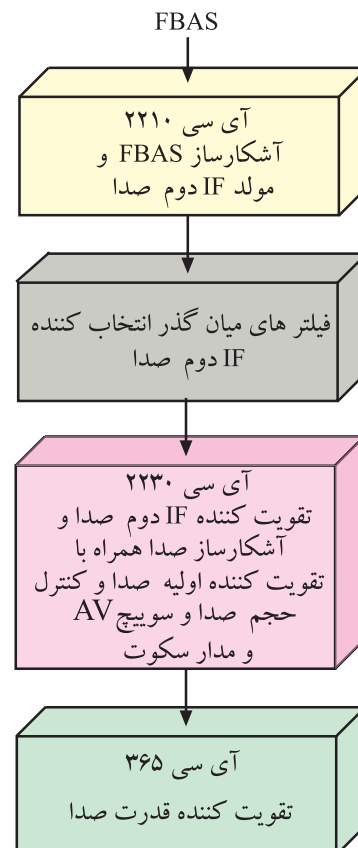 FBAS
آی سی ۲۲۱۰
آشکارساز FBAS و
مولد IF دوم صدا
فیلتر های میان گذر انتخاب کننده
IF دوم صدا
آی سی ۲۲۳۰
تقویت کننده IF دوم صدا و
آشکارساز صدا همراه با
تقویت کننده اولیه صدا و کنترل
حجم صدا و سوییچ AV
و مدار سکوت
آی سی ۳۶۵
تقویت کننده قدرت صدا